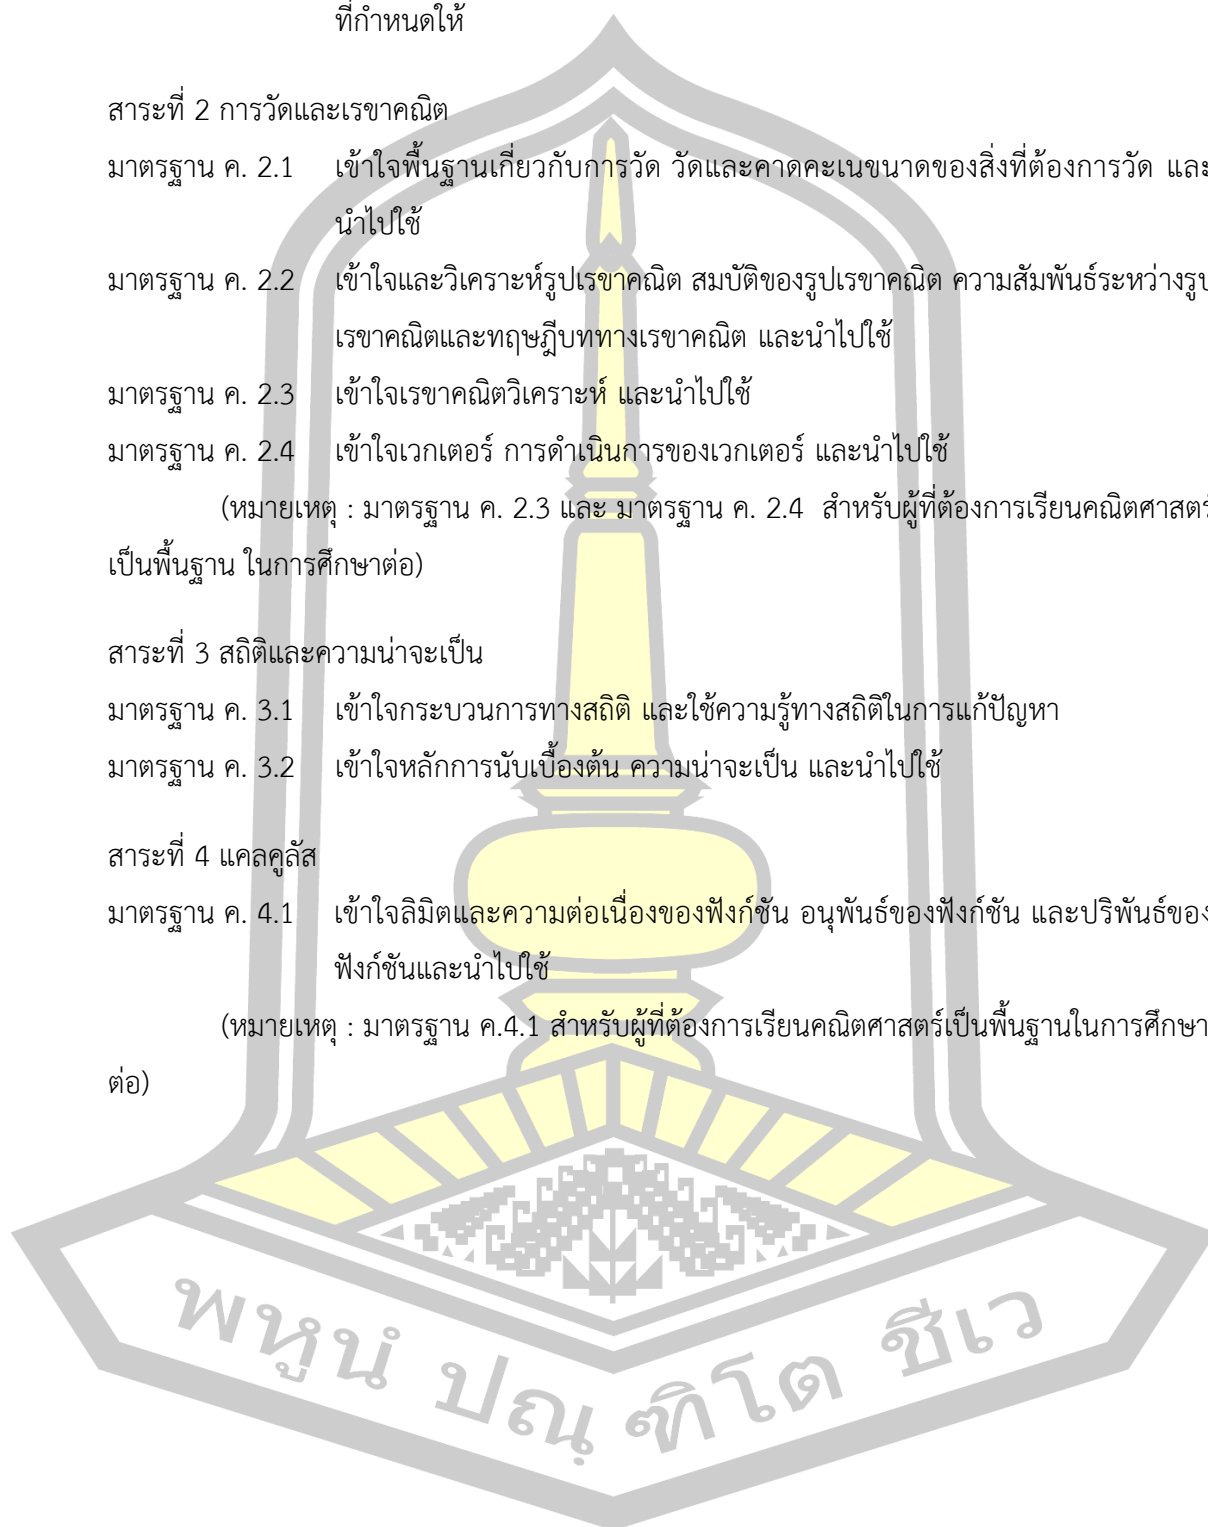 ที่กำหนดให้
สาระที่ 2 การวัดและเรขาคณิต
มาตรฐาน ค. 2.1 เข้าใจพื้นฐานเกี่ยวกับการวัด วัดและคาดคะเนขนาดของสิ่งที่ต้องการวัด และ
นำไปใช้
มาตรฐาน ค. 2.2 เข้าใจและวิเคราะห์รูปเรขาคณิต สมบัติของรูปเรขาคณิต ความสัมพันธ์ระหว่างรูป
เรขาคณิตและทฤษฎีบททางเรขาคณิต และนำไปใช้
มาตรฐาน ค. 2.3 เข้าใจเรขาคณิตวิเคราะห์ และนำไปใช้
มาตรฐาน ค. 2.4 เข้าใจเวกเตอร์ การดำเนินการของเวกเตอร์ และนำไปใช้
(หมายเหตุ : มาตรฐาน ค. 2.3 และ มาตรฐาน ค. 2.4 สำหรับผู้ที่ต้องการเรียนคณิตศาสตร์
เป็นพื้นฐาน ในการศึกษาต่อ)
สาระที่ 3 สถิติและความน่าจะเป็น
มาตรฐาน ค. 3.1 เข้าใจกระบวนการทางสถิติ และใช้ความรู้ทางสถิติในการแก้ปัญหา
มาตรฐาน ค. 3.2 เข้าใจหลักการนับเบื้องต้น ความน่าจะเป็น และนำไปใช้
สาระที่ 4 แคลคูลัส
มาตรฐาน ค. 4.1 เข้าใจลิมิตและความต่อเนื่องของฟังก์ชัน อนุพันธ์ของฟังก์ชัน และปริพันธ์ของ
ฟังก์ชันและนำไปใช้
(หมายเหตุ : มาตรฐาน ค.4.1 สำหรับผู้ที่ต้องการเรียนคณิตศาสตร์เป็นพื้นฐานในการศึกษา
ต่อ)
พหูนํ ปณฺฑิโต ชีเว